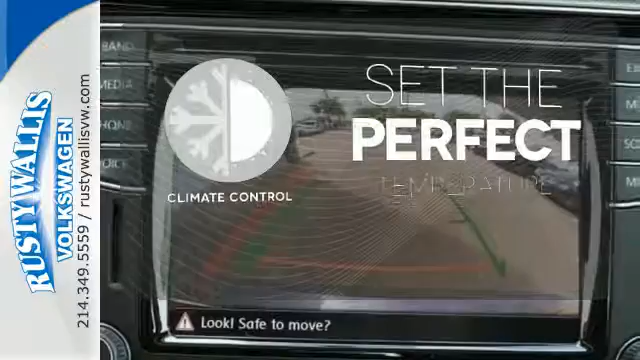 RUSTY WALLIS
VOLKSWAGEN
214.349.5559 / rustywallisvw.com
BAND
MEDIA
SET THE
PERFECT
TEMPERATURE
CLIMATE CONTROL
Look! Safe to move?